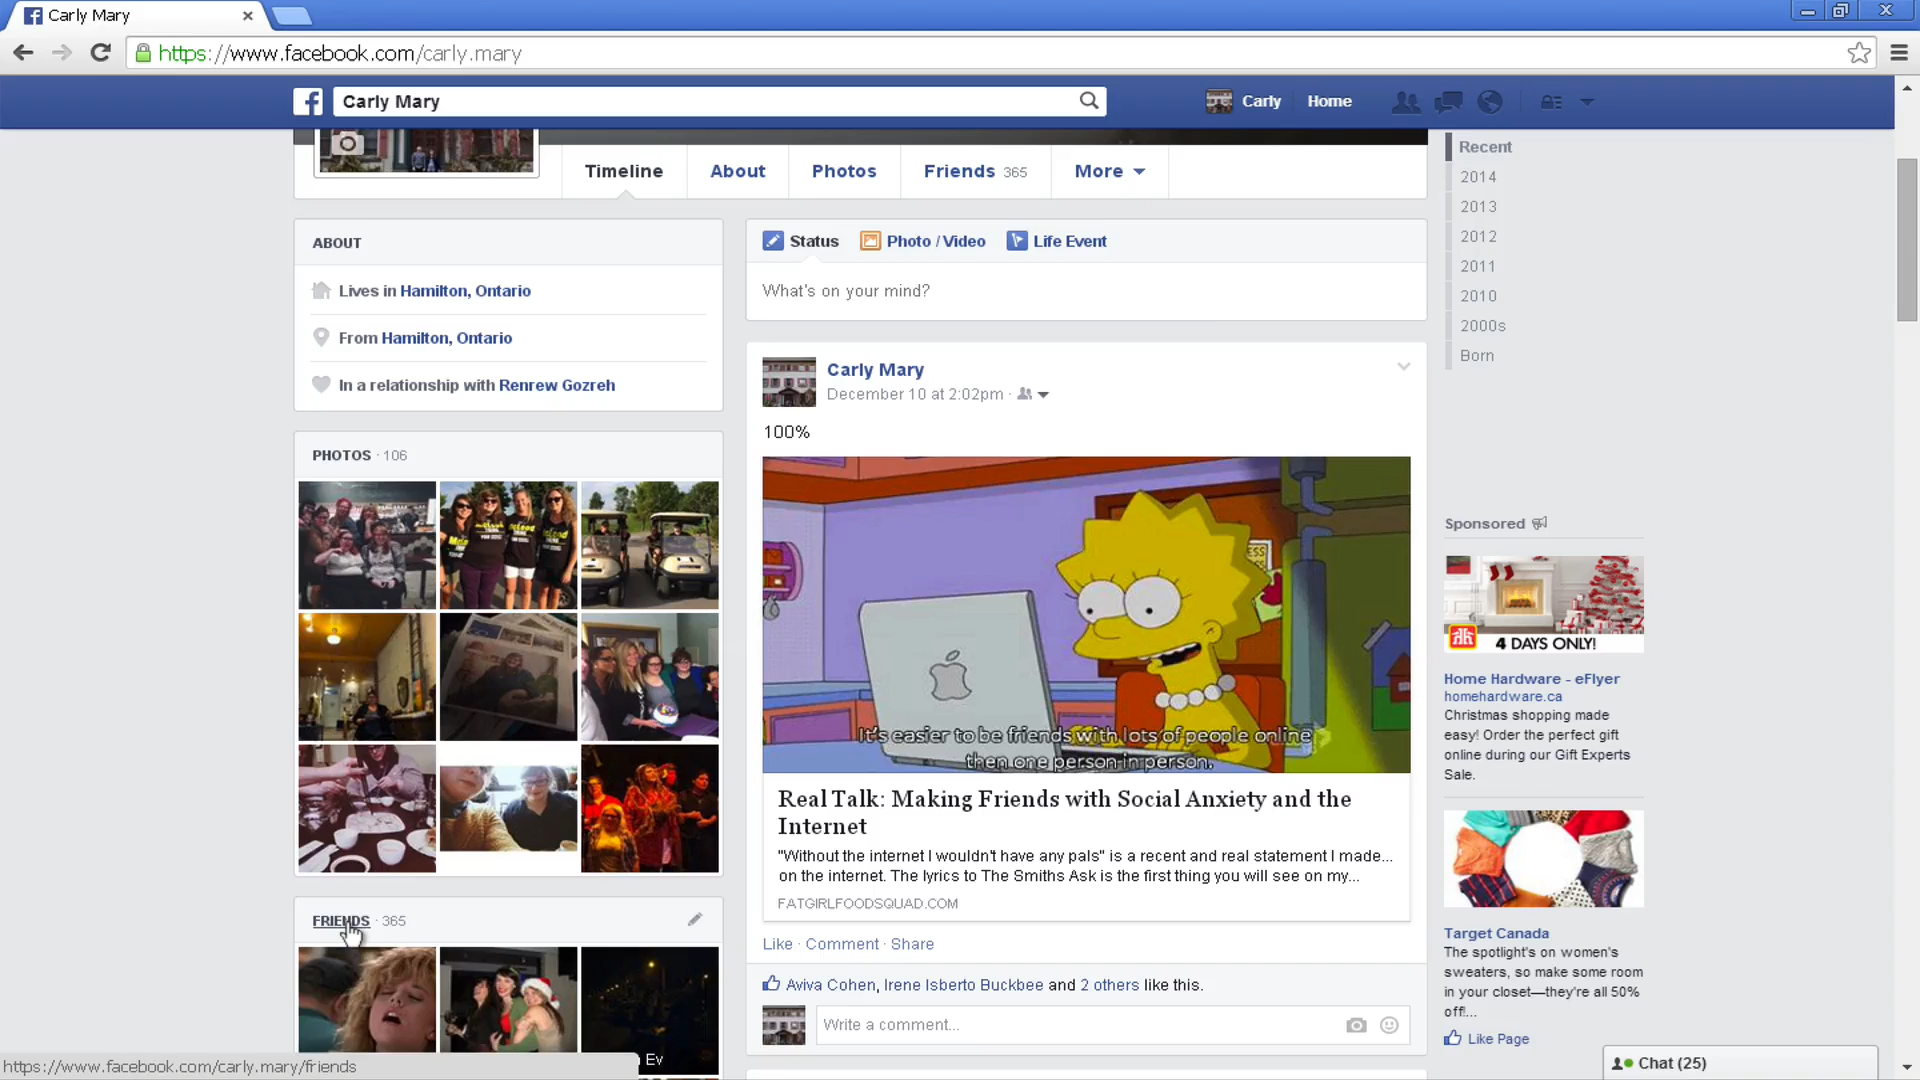 Carly Mary
https://www.facebook.com/carly.mary
Carly Mary
Carly
Home
Timeline
About
Photos
Friends 365
More
Recent
2014
2013
2012
2011
2010
2000s
Born
ABOUT
Lives in Hamilton, Ontario
From Hamilton, Ontario
In a relationship with Renrew Gozreh
PHOTOS · 106
FRIENDS · 365
Ev
Status
Photo / Video
Life Event
What's on your mind?
Carly Mary
December 10 at 2:02pm ·
100%
It's easier to be friends with lots of people online
then one person in person.
Real Talk: Making Friends with Social Anxiety and the
Internet
"Without the internet I wouldn't have any pals" is a recent and real statement I made...
on the internet. The lyrics to The Smiths Ask is the first thing you will see on my...
FATGIRLFOODSQUAD.COM
Like · Comment · Share
Aviva Cohen, Irene Isberto Buckbee and 2 others like this.
Write a comment...
Sponsored
4 DAYS ONLY!
Home Hardware - eFlyer
homehardware.ca
Christmas shopping made
easy! Order the perfect gift
online during our Gift Experts
Sale.
Target Canada
The spotlight's on women's
sweaters, so make some room
in your closet—they're all 50%
off!...
Like Page
Chat (25)
https://www.facebook.com/carly.mary/friends